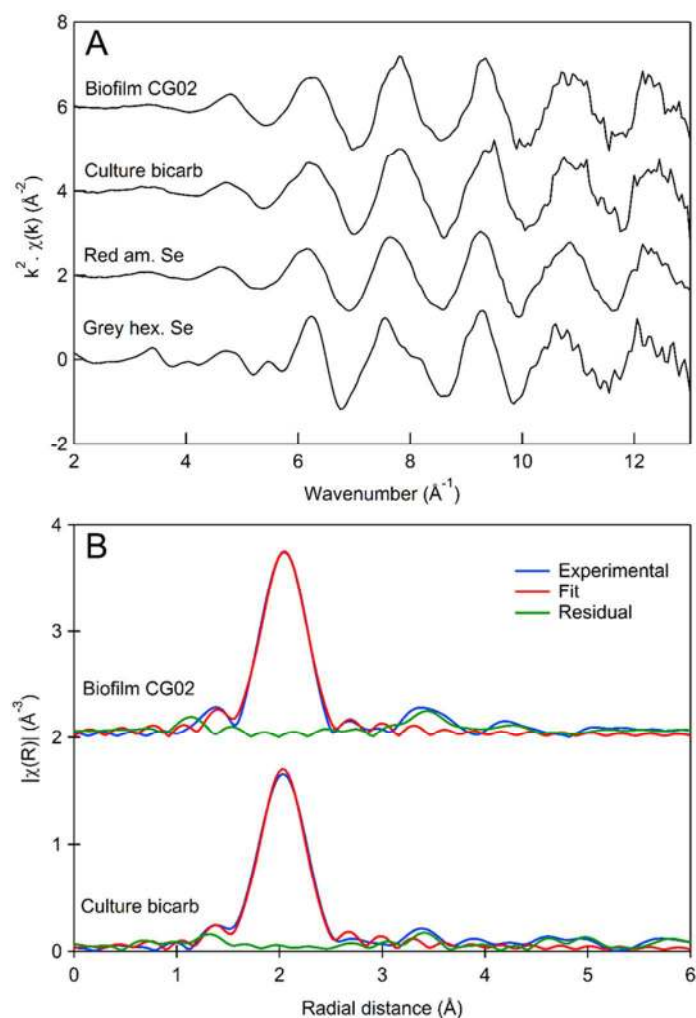 A
8
6
4
2
0
-2
k². χ(k) (Å⁻²)
Biofilm CG02
Culture bicarb
Red am. Se
Grey hex. Se
2 4 6 8 10 12
Wavenumber (Å⁻¹)
B
4
3
2
1
0
|χ(R)| (Å⁻³)
Experimental
Fit
Residual
Biofilm CG02
Culture bicarb
0 1 2 3 4 5 6
Radial distance (Å)